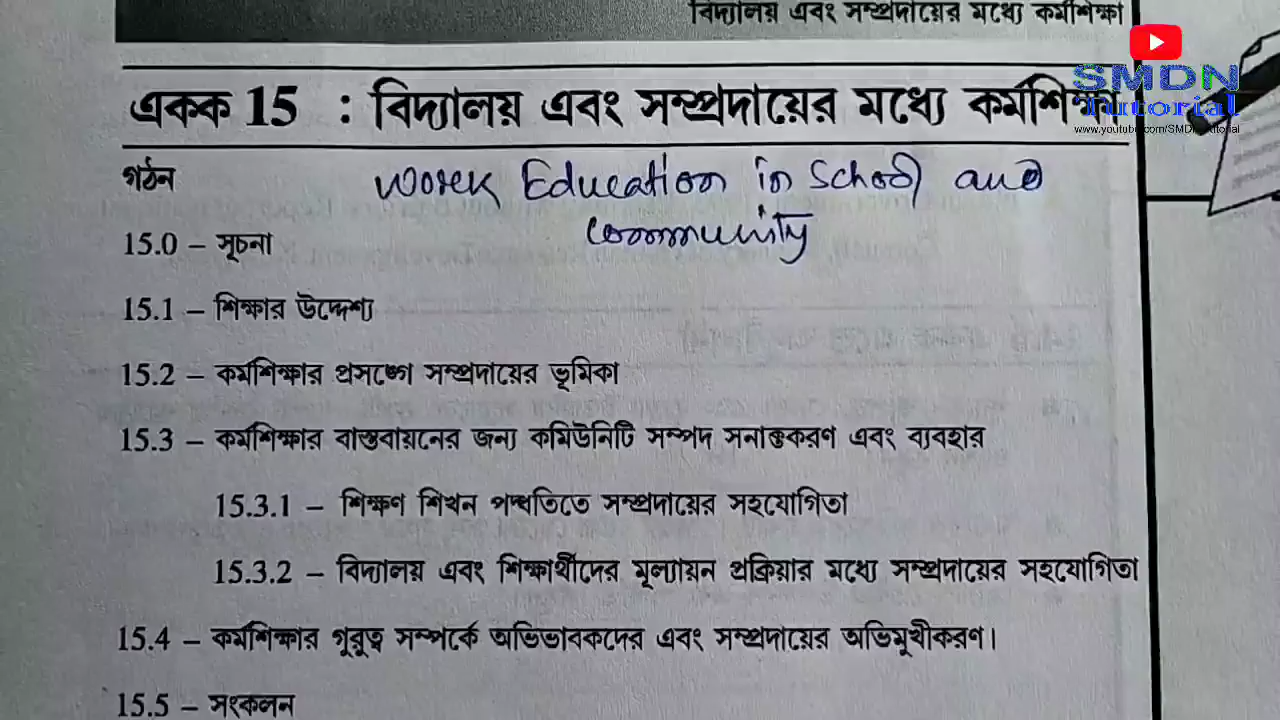 বিদ্যালয় এবং সম্প্রদায়ের মধ্যে কর্মশিক্ষা
SMDN
Tutorial
www.youtube.com/SMDNTutorial
একক 15 : বিদ্যালয় এবং সম্প্রদায়ের মধ্যে কর্মশিক্ষা
গঠন
Work Education in School and
Community
15.0 – সূচনা
15.1 – শিক্ষার উদ্দেশ্য
15.2 – কর্মশিক্ষার প্রসঙ্গে সম্প্রদায়ের ভূমিকা
15.3 – কর্মশিক্ষার বাস্তবায়নের জন্য কমিউনিটি সম্পদ সনাক্তকরণ এবং ব্যবহার
15.3.1 – শিক্ষণ শিখন পদ্ধতিতে সম্প্রদায়ের সহযোগিতা
15.3.2 – বিদ্যালয় এবং শিক্ষার্থীদের মূল্যায়ন প্রক্রিয়ার মধ্যে সম্প্রদায়ের সহযোগিতা
15.4 – কর্মশিক্ষার গুরুত্ব সম্পর্কে অভিভাবকদের এবং সম্প্রদায়ের অভিমুখীকরণ।
15.5 – সংকলন